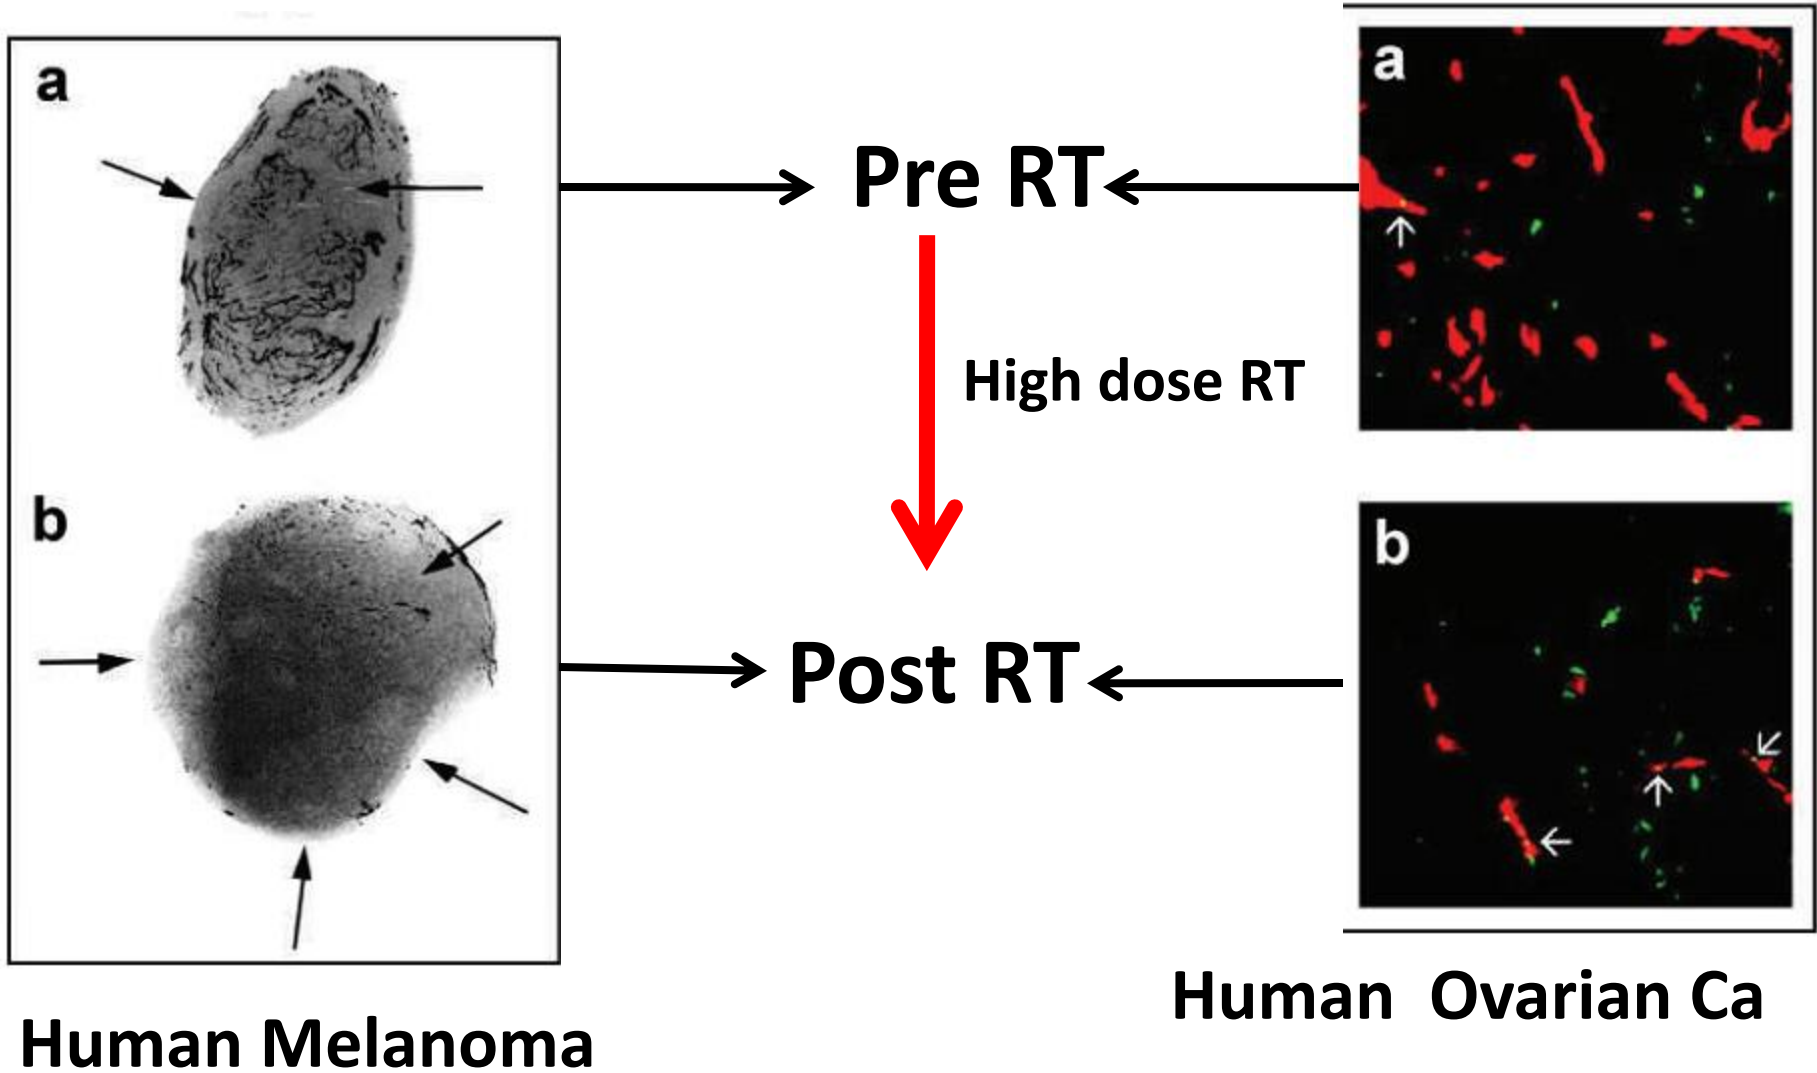 a
b
Pre RT
High dose RT
Post RT
a
b
Human Melanoma
Human Ovarian Ca